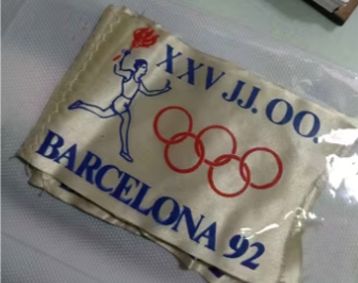 XXV JJ. OO.
BARCELONA 92